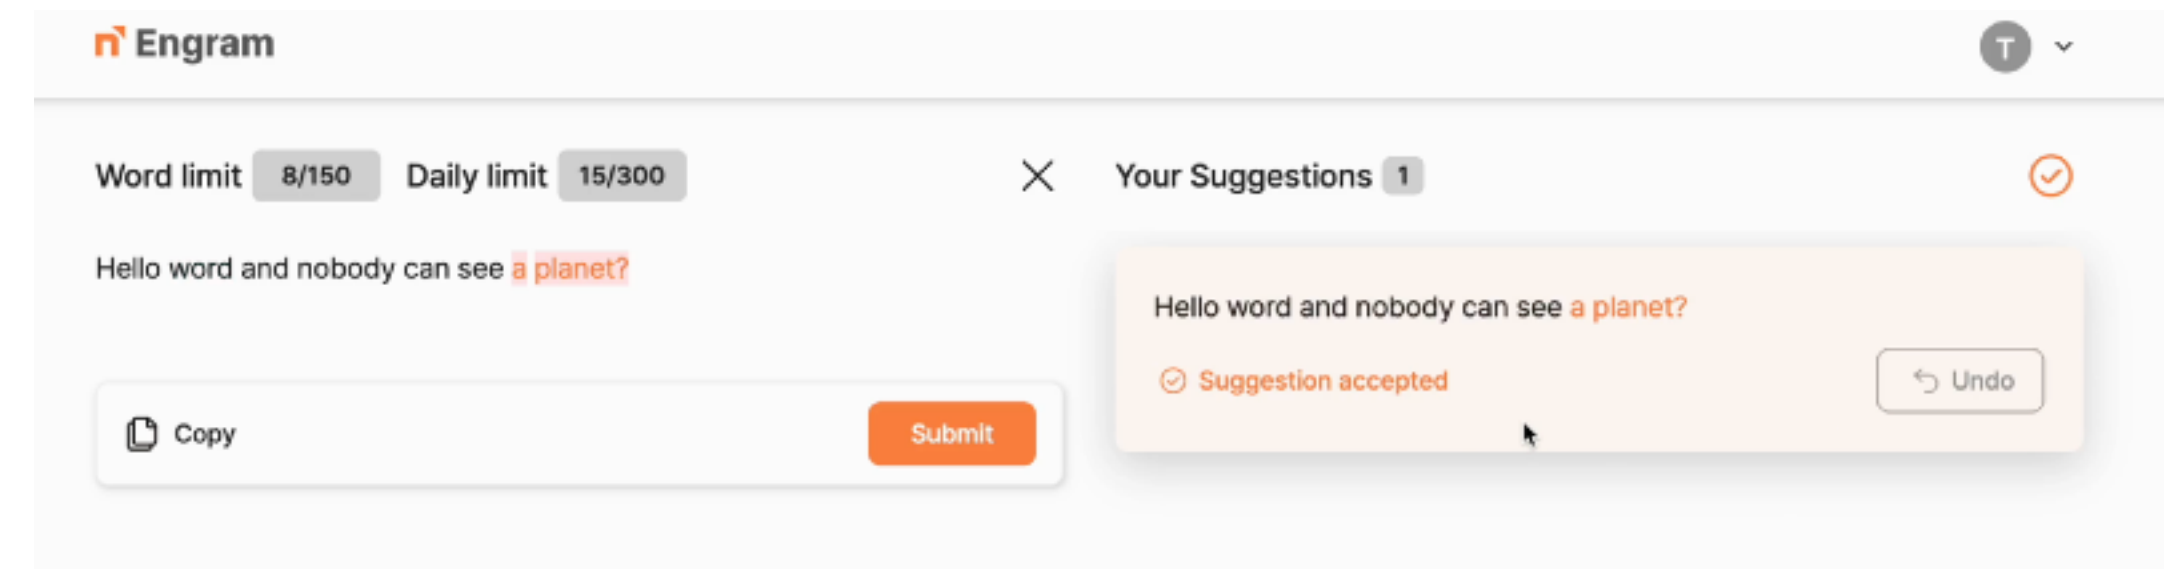 Engram
T
Word limit 8/150 Daily limit 15/300
Hello word and nobody can see a planet?
Copy
Submit
Your Suggestions 1
Hello word and nobody can see a planet?
Suggestion accepted
Undo